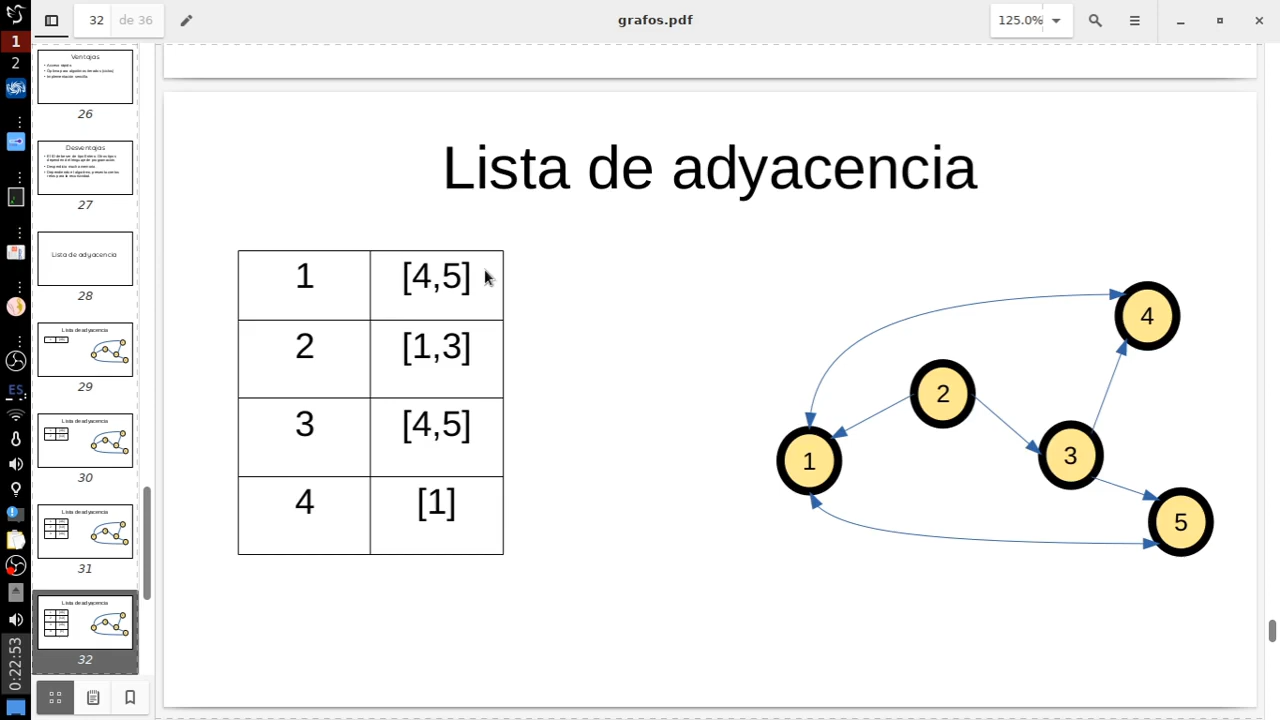 1
2
ES
0:22:53
32 de 36
grafos.pdf
125.0%
Ventajas
26
Desventajas
27
Lista de adyacencia
28
Lista de adyacencia
29
Lista de adyacencia
30
Lista de adyacencia
31
Lista de adyacencia
32
Lista de adyacencia
1 [4,5]
2 [1,3]
3 [4,5]
4 [1]
4
2
3
1
5